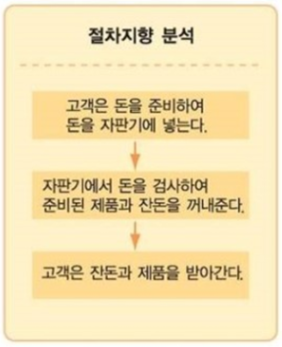 절차지향 분석
고객은 돈을 준비하여
돈을 자판기에 넣는다.
자판기에서 돈을 검사하여
준비된 제품과 잔돈을 꺼내준다.
고객은 잔돈과 제품을 받아간다.